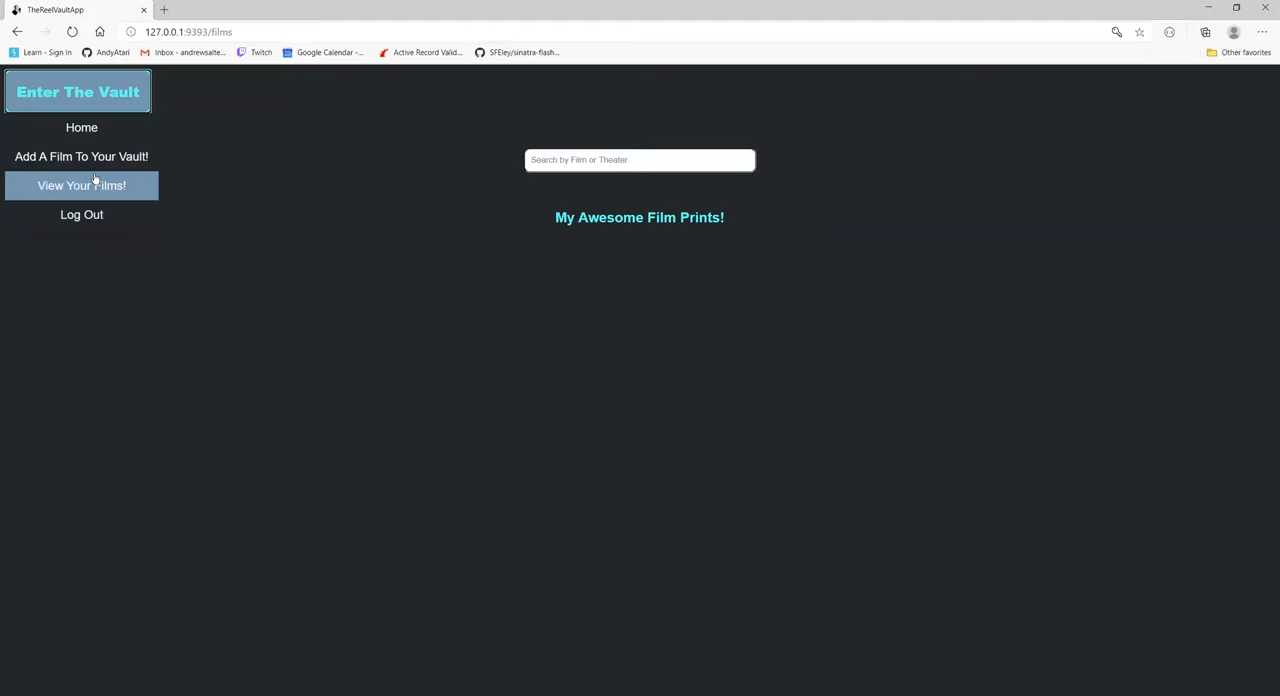 TheReelVaultApp
127.0.0.1:9393/films
Learn - Sign In AndyAtari Inbox - andrewsalte... Twitch Google Calendar -... Active Record Valid... SFEley/sinatra-flash... Other favorites
Enter The Vault
Home
Add A Film To Your Vault!
View Your Films!
Log Out
Search by Film or Theater
My Awesome Film Prints!